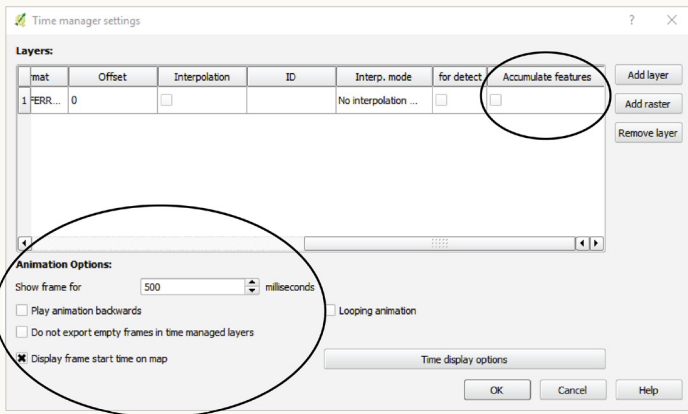 Time manager settings ? ×
Layers:
mat Offset Interpolation ID Interp. mode for detect Accumulate features Add layer
1 FERR... 0 No interpolation ...
Add raster
Remove layer
Animation Options:
Show frame for 500 milliseconds
Play animation backwards Looping animation
Do not export empty frames in time managed layers
Display frame start time on map Time display options
OK Cancel Help